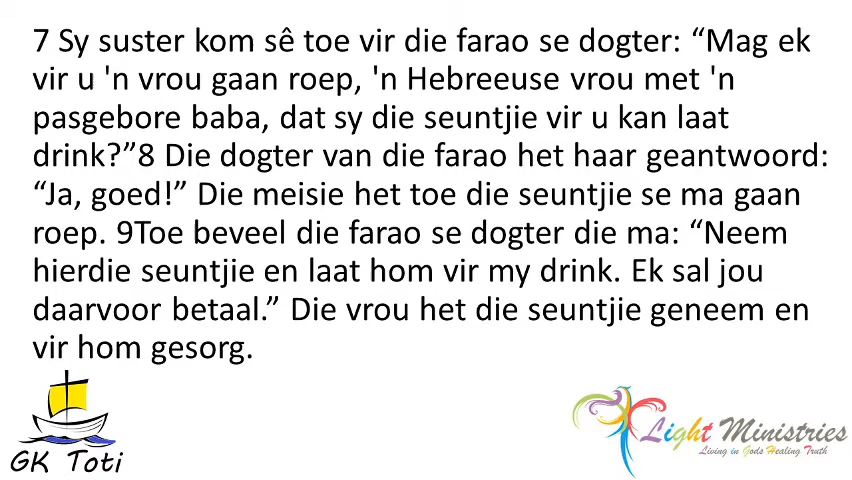 7 Sy suster kom sê toe vir die farao se dogter: “Mag ek
vir u 'n vrou gaan roep, 'n Hebreeuse vrou met 'n
pasgebore baba, dat sy die seuntjie vir u kan laat
drink?”8 Die dogter van die farao het haar geantwoord:
“Ja, goed!” Die meisie het toe die seuntjie se ma gaan
roep. 9Toe beveel die farao se dogter die ma: “Neem
hierdie seuntjie en laat hom vir my drink. Ek sal jou
daarvoor betaal.” Die vrou het die seuntjie geneem en
vir hom gesorg.
GK Toti
Light Ministries
Living in Gods Healing Truth